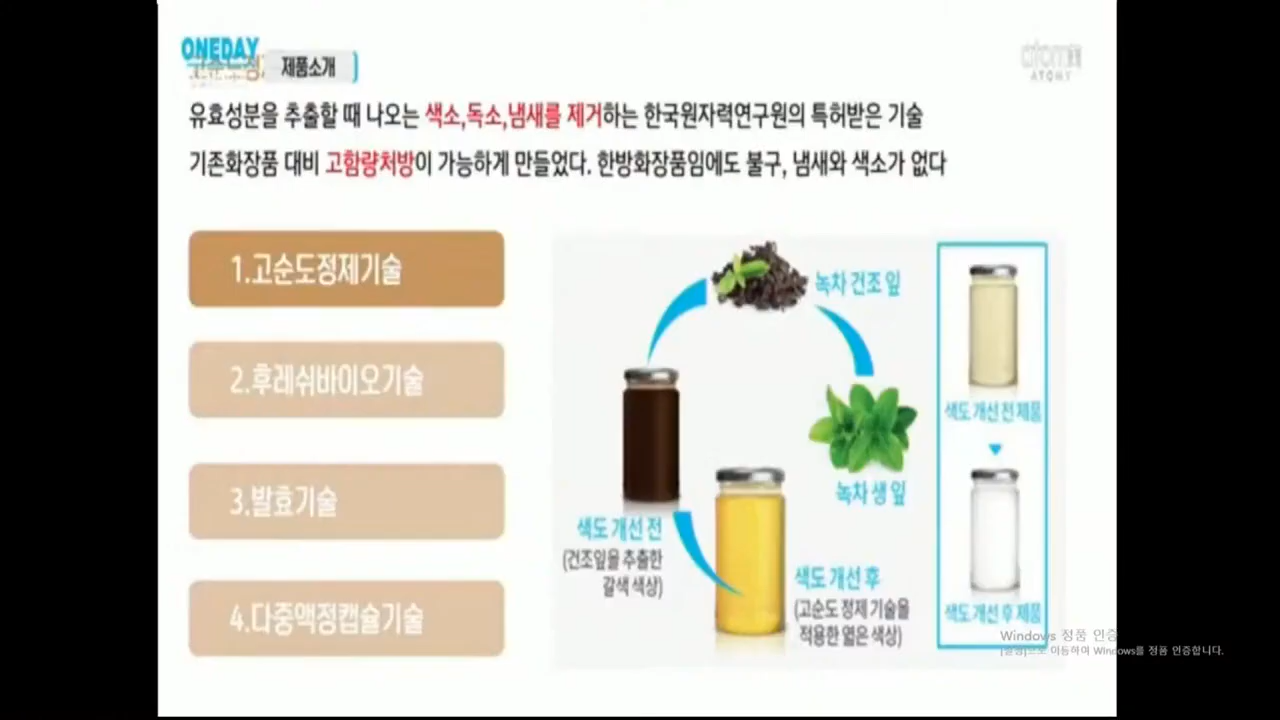 ONEDAY
제품소개
atomi
ATOMY
유효성분을 추출할 때 나오는 색소,독소,냄새를 제거하는 한국원자력연구원의 특허받은 기술
기존화장품 대비 고함량처방이 가능하게 만들었다. 한방화장품임에도 불구, 냄새와 색소가 없다
1.고순도정제기술
2.후레쉬바이오기술
3.발효기술
4.다중액정캡슐기술
녹차 건조 잎
녹차 생 잎
색도 개선 전
(건조잎을 추출한
갈색 색상)
색도 개선 후
(고순도 정제 기술을
적용한 엷은 색상)
색도 개선 전 제품
색도 개선 후 제품
Windows 정품 인증
[설정]으로 이동하여 Windows를 정품 인증합니다.